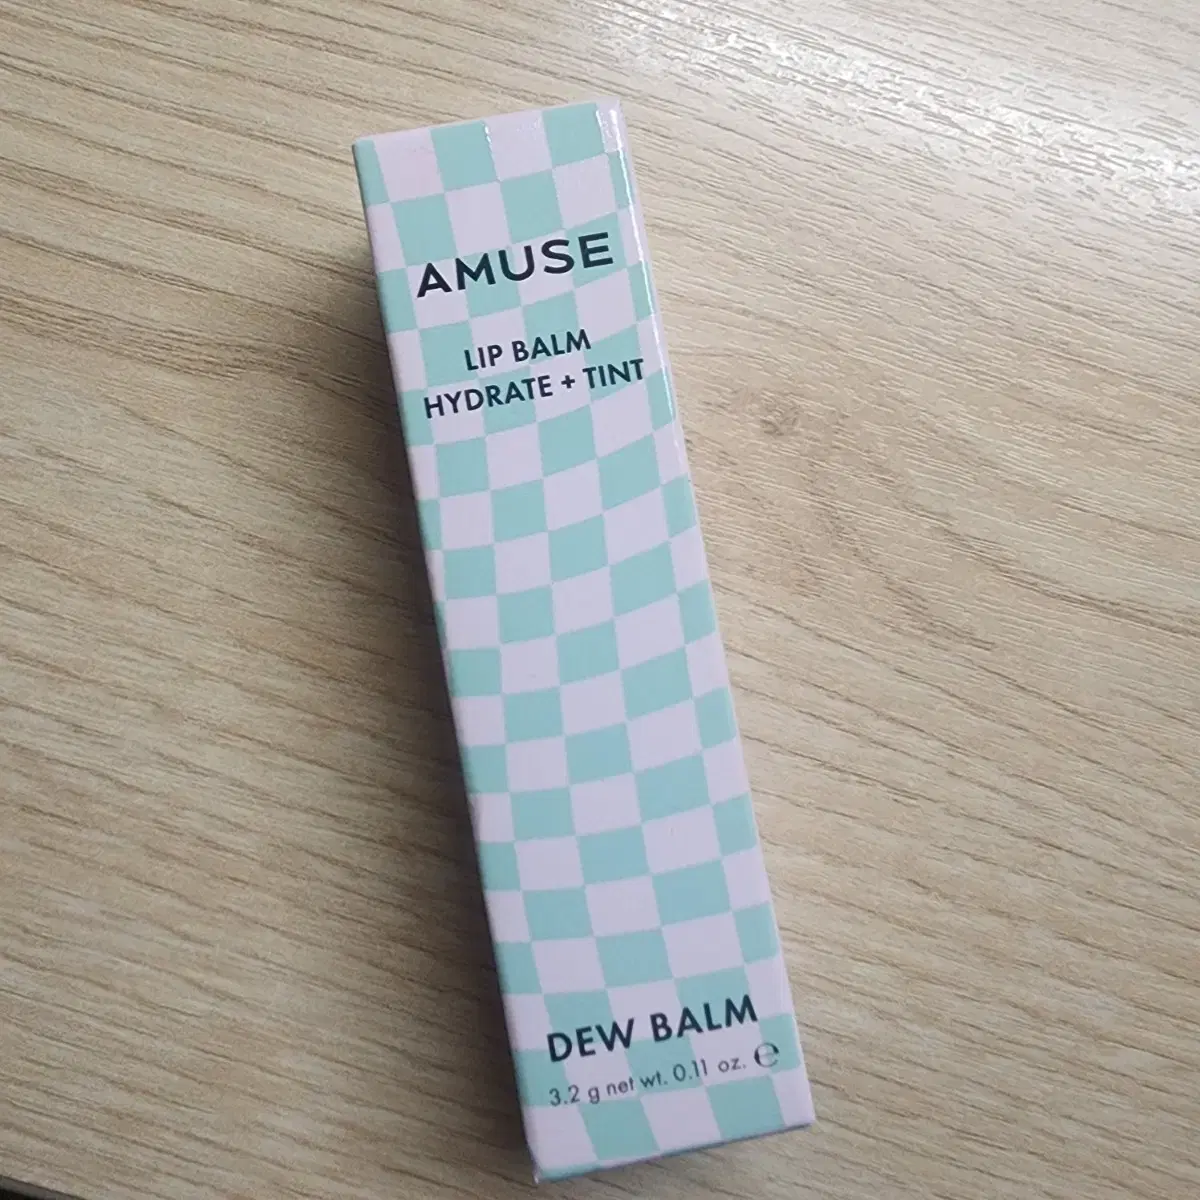 AMUSE
LIP BALM
HYDRATE + TINT
DEW BALM
3.2 g net wt. 0.11 oz. ℮